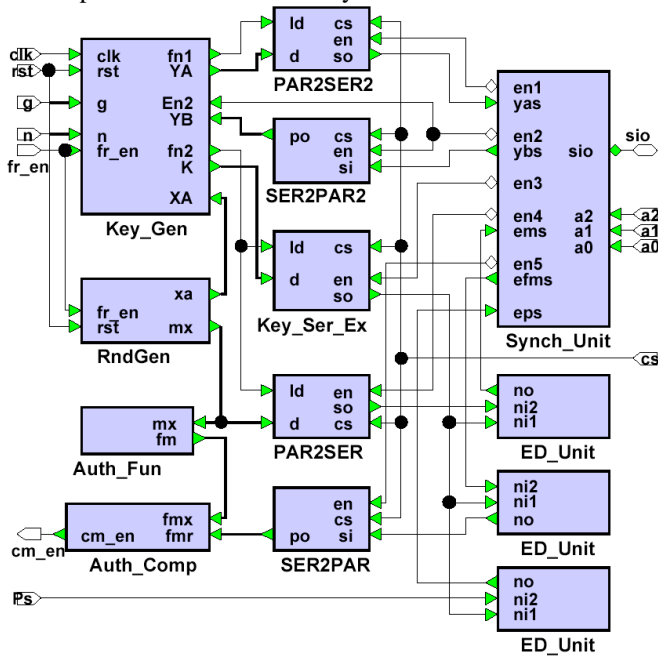 clk
rst
g
n
fr_en
clk fn1
rst YA
g En2
YB
n fn2
fr_en K
XA
Key_Gen
ld cs
en
d so
PAR2SER2
po cs
en
si
SER2PAR2
ld cs
d en
so
Key_Ser_Ex
en1
yas
en2
ybs sio
en3
en4 a2
ems a1
en5 a0
efms
eps
Synch_Unit
sio
a2
a1
a0
cs
xa
fr_en
rst mx
RndGen
mx
fm
Auth_Fun
ld en
so
d cs
PAR2SER
no
ni2
ni1
ED_Unit
fmx
cm_en fmr
Auth_Comp
cm_en
en
cs
po si
SER2PAR
ni2
ni1
no
ED_Unit
Ps
no
ni2
ni1
ED_Unit